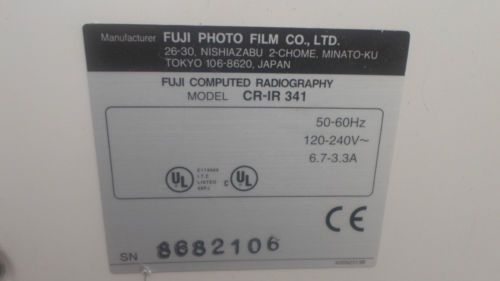 Manufacturer FUJI PHOTO FILM CO., LTD.
26-30, NISHIAZABU 2-CHOME, MINATO-KU
TOKYO 106-8620, JAPAN
FUJI COMPUTED RADIOGRAPHY
MODEL CR-IR 341
50-60Hz
120-240V~
6.7-3.3A
UL
I.T.E.
LISTED
C UL
CE
SN 8682106